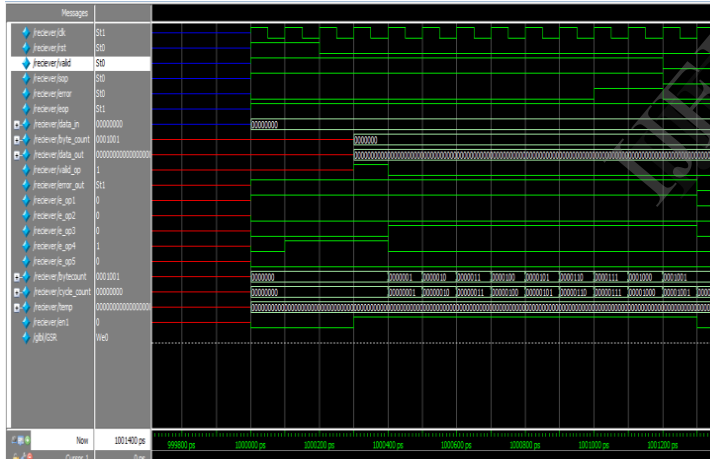 Messages
/reciever/clk St1
/reciever/rst St0
/reciever/valid St0
/reciever/sop St0
/reciever/error St0
/reciever/eop St1
/reciever/data_in 00000000 00000000
/reciever/byte_count 0001001 0000000
/reciever/data_out
/reciever/valid_op 1
/reciever/error_out St1
/reciever/e_op1 0
/reciever/e_op2 0
/reciever/e_op3 0
/reciever/e_op4 1
/reciever/e_op5 0
/reciever/bytecount 0001001 0000000 0000001 0000010 0000011 0000100 0000101 0000110 0000111 0001000 0001001
/reciever/cycle_count 00000000
/reciever/temp
/reciever/en1 0
/glbl/GSR We0
Now 1001400 ps 999800 ps 1000000 ps 1000200 ps 1000400 ps 1000600 ps 1000800 ps 1001000 ps 1001200 ps